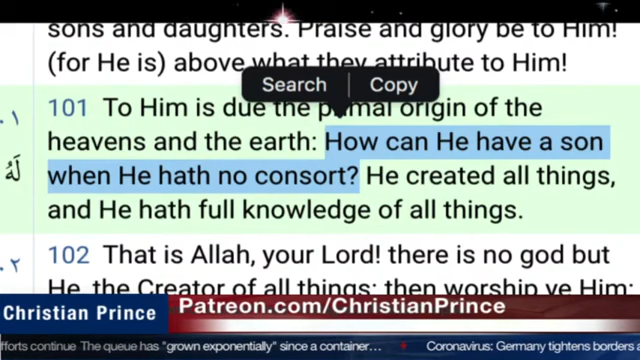 sons and daughters. Praise and glory be to Him!
(for He is) above what they attribute to Him!
Search Copy
101 To Him is due the primal origin of the
heavens and the earth: How can He have a son
لَهُ
when He hath no consort? He created all things,
and He hath full knowledge of all things.
102 That is Allah, your Lord! there is no god but
He, the Creator of all things: then worship ye Him:
Christian Prince
Patreon.com/ChristianPrince
fforts continue The queue has "grown exponentially" since a container... Coronavirus: Germany tightens borders a